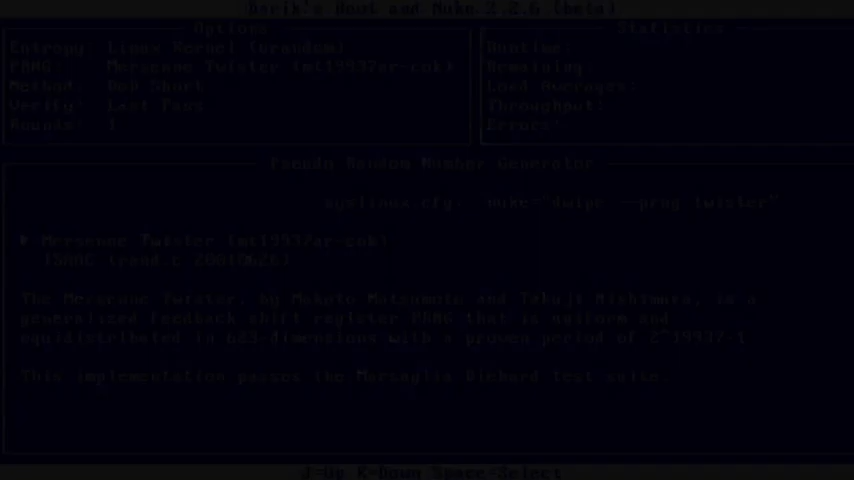 Darik's Boot and Nuke 2.2.6 (beta)
Options
Entropy: Linux Kernel (urandom)
PRNG: Mersenne Twister (mt19937ar-cok)
Method: DoD Short
Verify: Last Pass
Rounds: 1
Statistics
Runtime:
Remaining:
Load Averages:
Throughput:
Errors:
Pseudo Random Number Generator
syslinux.cfg: nuke="dwipe --prng twister"
Mersenne Twister (mt19937ar-cok)
ISAAC (rand.c 20010626)
The Mersenne Twister, by Makoto Matsumoto and Takuji Nishimura, is a
generalized feedback shift register PRNG that is uniform and
equidistributed in 623-dimensions with a proven period of 2^19937-1.
This implementation passes the Marsaglia Diehard test suite.
J=Up K=Down Space=Select